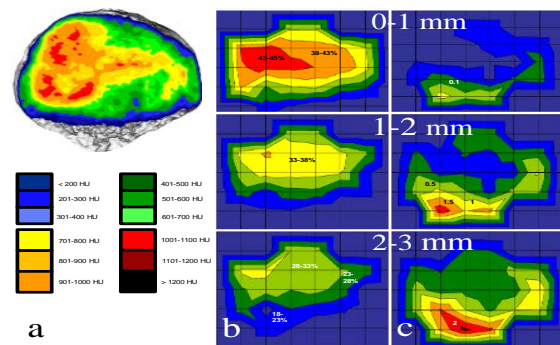 0-1 mm
47-45%
38-43%
0.1
1-2 mm
33-38%
0.5
1.5
1
2-3 mm
28-33%
23-
28%
18-
23%
2
< 200 HU
201-300 HU
301-400 HU
401-500 HU
501-600 HU
601-700 HU
701-800 HU
801-900 HU
901-1000 HU
1001-1100 HU
1101-1200 HU
> 1200 HU
a
b
c